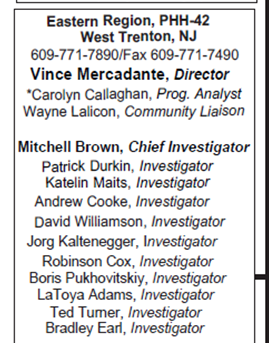 Eastern Region, PHH-42
West Trenton, NJ
609-771-7890/Fax 609-771-7490
Vince Mercadante, Director
*Carolyn Callaghan, Prog. Analyst
Wayne Lalicon, Community Liaison
Mitchell Brown, Chief Investigator
Patrick Durkin, Investigator
Katelin Maits, Investigator
Andrew Cooke, Investigator
David Williamson, Investigator
Jorg Kaltenegger, Investigator
Robinson Cox, Investigator
Boris Pukhovitskiy, Investigator
LaToya Adams, Investigator
Ted Turner, Investigator
Bradley Earl, Investigator